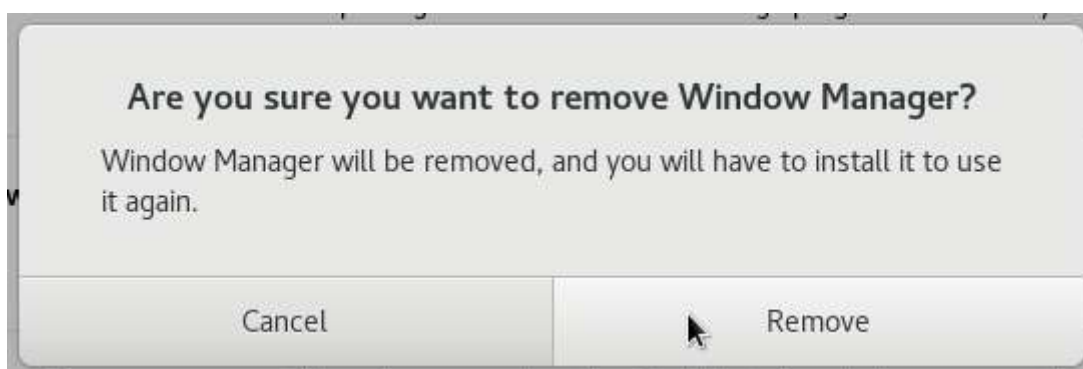 Are you sure you want to remove Window Manager?
Window Manager will be removed, and you will have to install it to use
it again.
Cancel
Remove